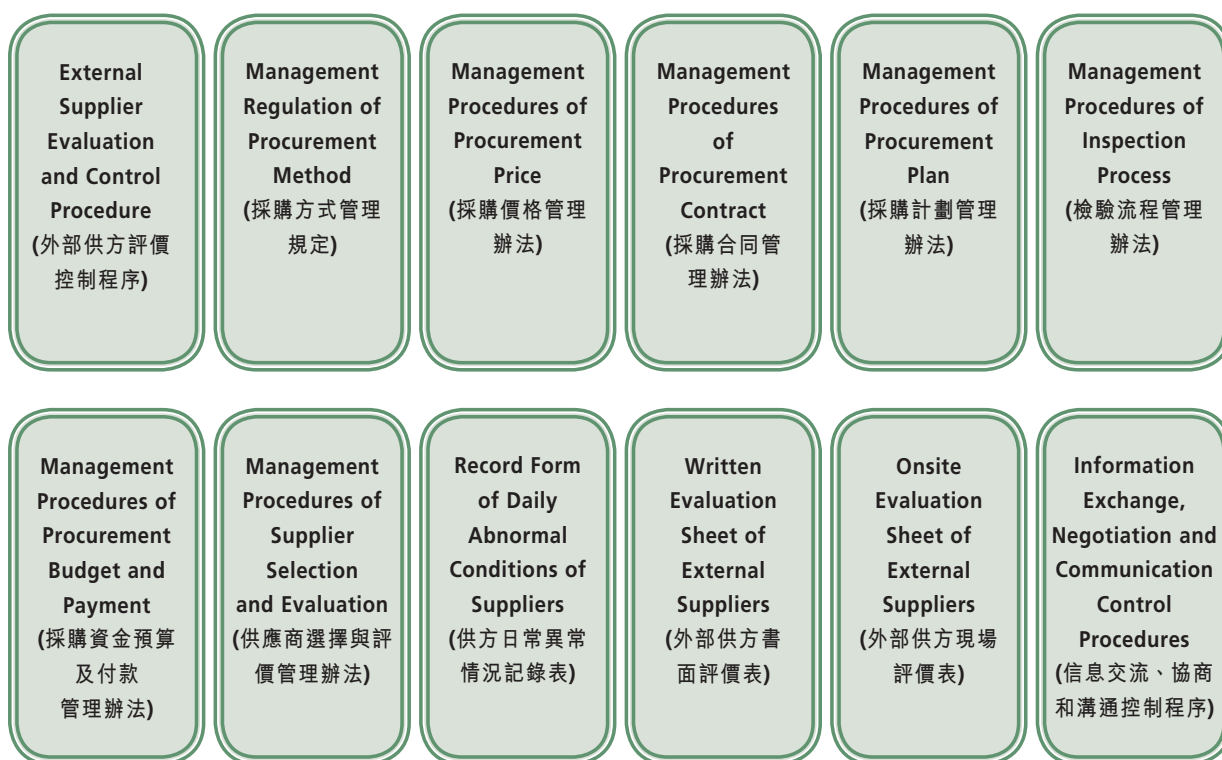 External
Supplier
Evaluation
and Control
Procedure
(外部供方評價
控制程序)
Management
Regulation of
Procurement
Method
(採購方式管理
規定)
Management
Procedures of
Procurement
Price
(採購價格管理
辦法)
Management
Procedures
of
Procurement
Contract
(採購合同管
理辦法)
Management
Procedures of
Procurement
Plan
(採購計劃管理
辦法)
Management
Procedures of
Inspection
Process
(檢驗流程管理
辦法)
Management
Procedures of
Procurement
Budget and
Payment
(採購資金預算
及付款
管理辦法)
Management
Procedures of
Supplier
Selection
and Evaluation
(供應商選擇與評
價管理辦法)
Record Form
of Daily
Abnormal
Conditions of
Suppliers
(供方日常異常
情況記錄表)
Written
Evaluation
Sheet of
External
Suppliers
(外部供方書
面評價表)
Onsite
Evaluation
Sheet of
External
Suppliers
(外部供方現場
評價表)
Information
Exchange,
Negotiation and
Communication
Control
Procedures
(信息交流、協商
和溝通控制程序)